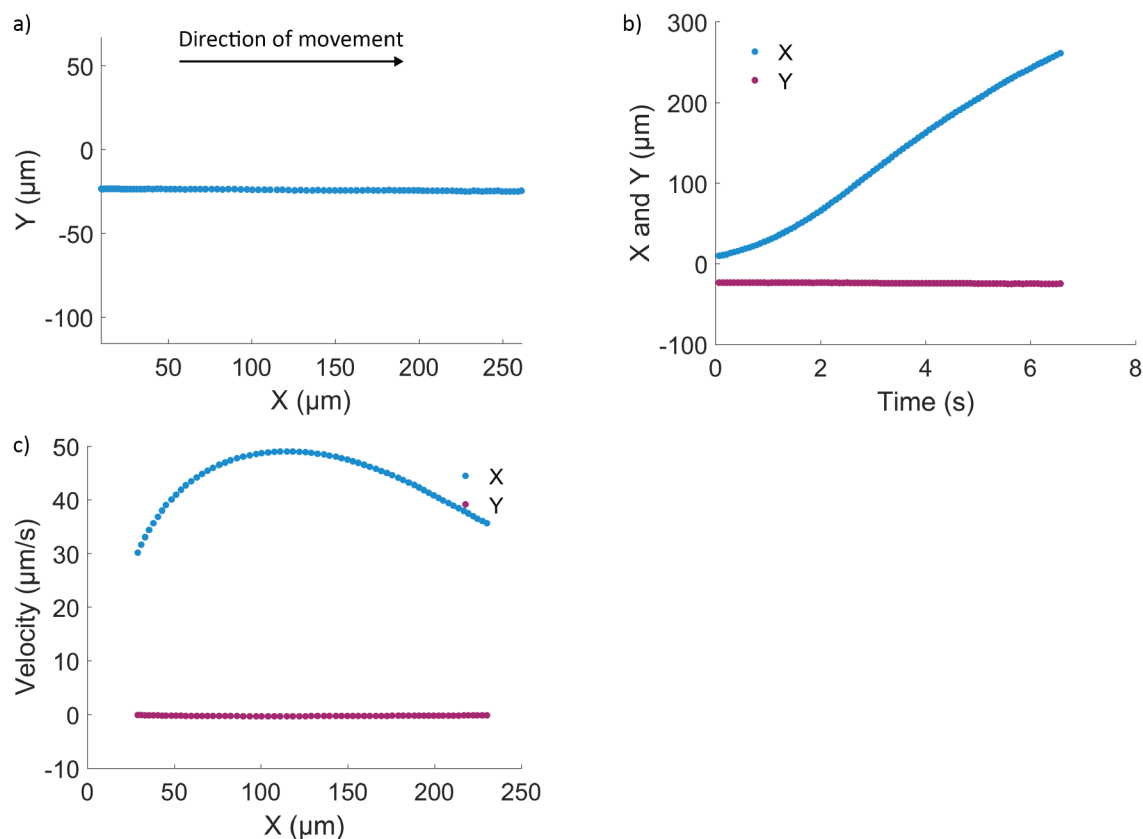 a)
Direction of movement
50
0
-50
-100
Y (µm)
50
100
150
200
250
X (µm)
b)
X
Y
300
200
100
0
-100
X and Y (µm)
0
2
4
6
8
Time (s)
c)
X
Y
50
40
30
20
10
0
-10
Velocity (µm/s)
0
50
100
150
200
250
X (µm)